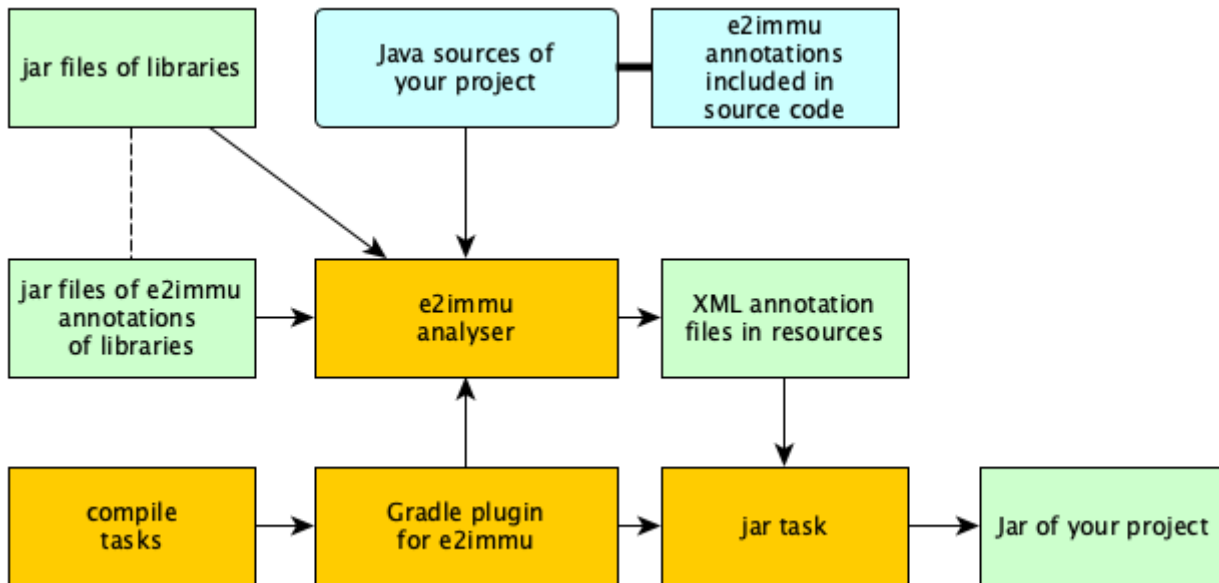 jar files of libraries
Java sources of
your project
e2immu
annotations
included in
source code
jar files of e2immu
annotations
of libraries
e2immu
analyser
XML annotation
files in resources
compile
tasks
Gradle plugin
for e2immu
jar task
Jar of your project